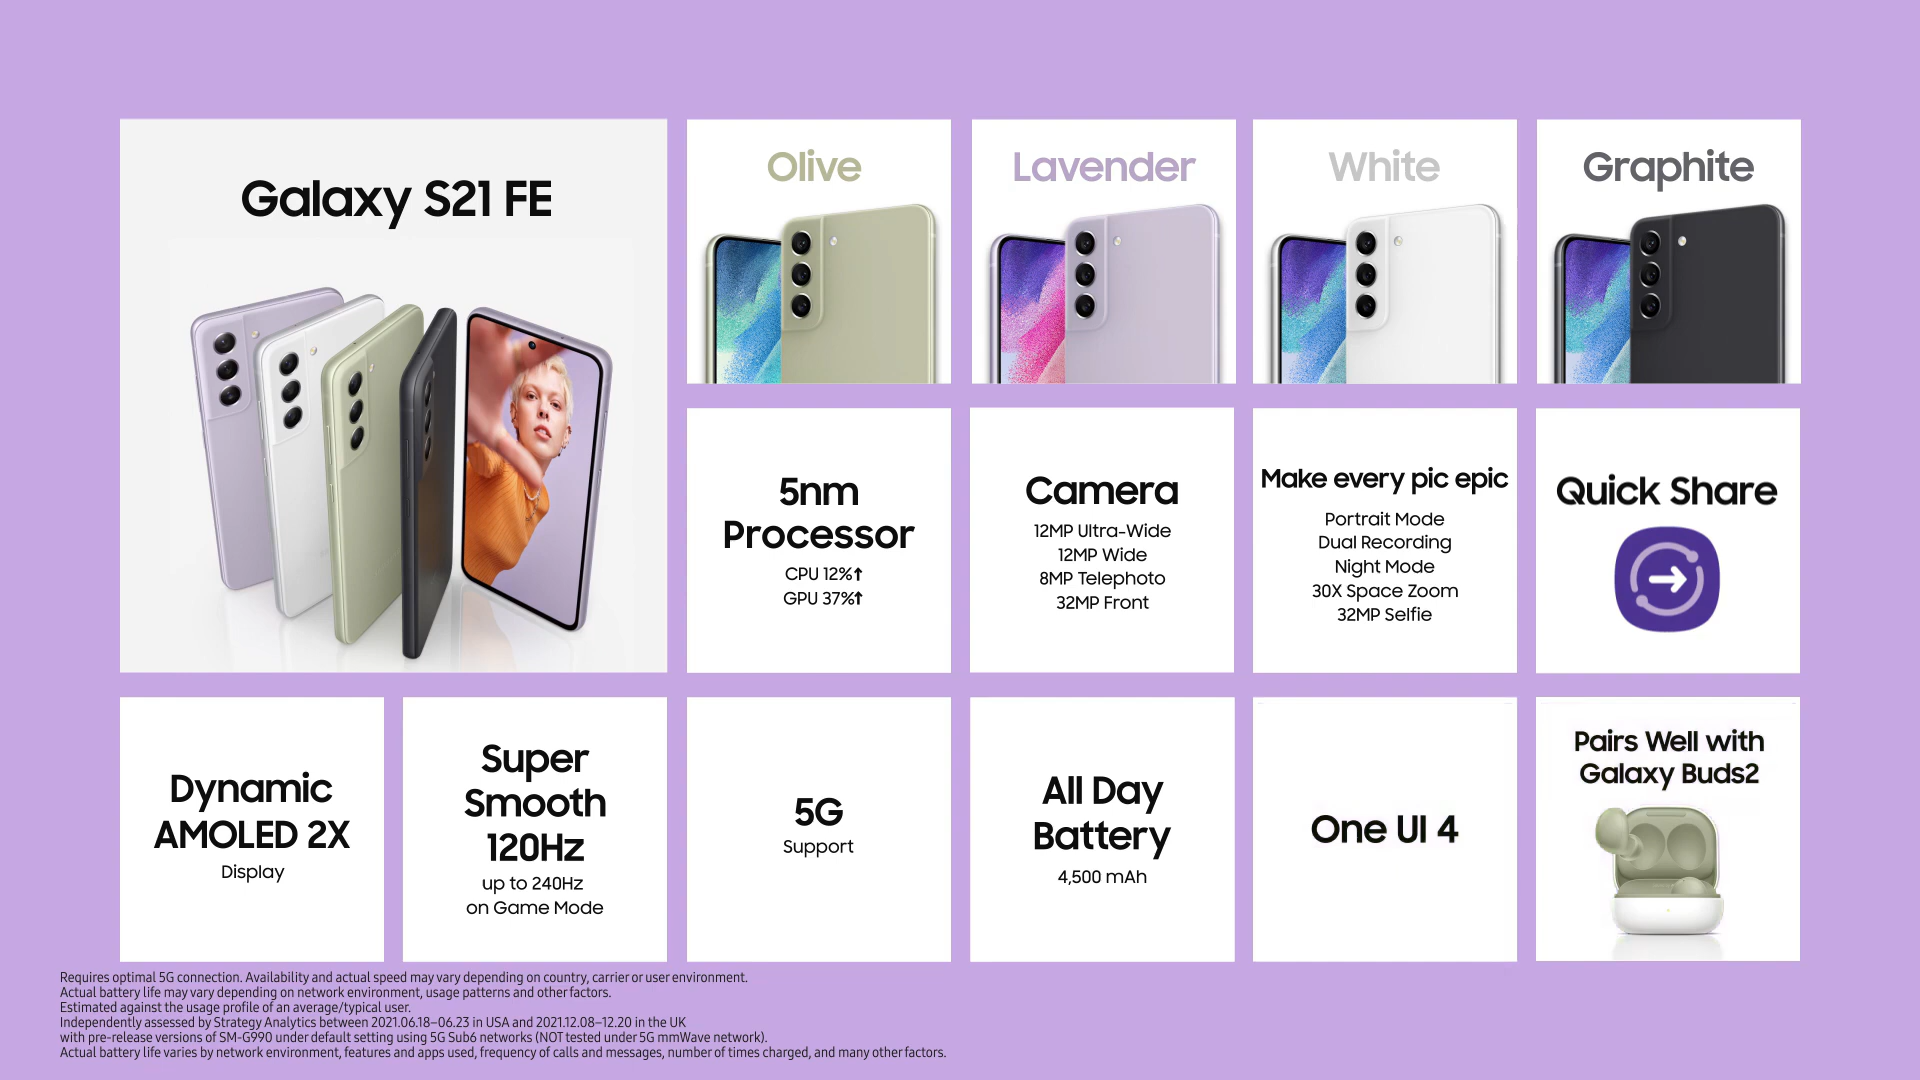 Galaxy S21 FE
Olive
Lavender
White
Graphite
5nm
Processor
CPU 12%↑
GPU 37%↑
Camera
12MP Ultra-Wide
12MP Wide
8MP Telephoto
32MP Front
Make every pic epic
Portrait Mode
Dual Recording
Night Mode
30X Space Zoom
32MP Selfie
Quick Share
Dynamic
AMOLED 2X
Display
Super
Smooth
120Hz
up to 240Hz
on Game Mode
5G
Support
All Day
Battery
4,500 mAh
One UI 4
Pairs Well with
Galaxy Buds2
Requires optimal 5G connection. Availability and actual speed may vary depending on country, carrier or user environment.
Actual battery life may vary depending on network environment, usage patterns and other factors.
Estimated against the usage profile of an average/typical user.
Independently assessed by Strategy Analytics between 2021.06.18–06.23 in USA and 2021.12.08–12.20 in the UK
with pre-release versions of SM-G990 under default setting using 5G Sub6 networks (NOT tested under 5G mmWave network).
Actual battery life varies by network environment, features and apps used, frequency of calls and messages, number of times charged, and many other factors.